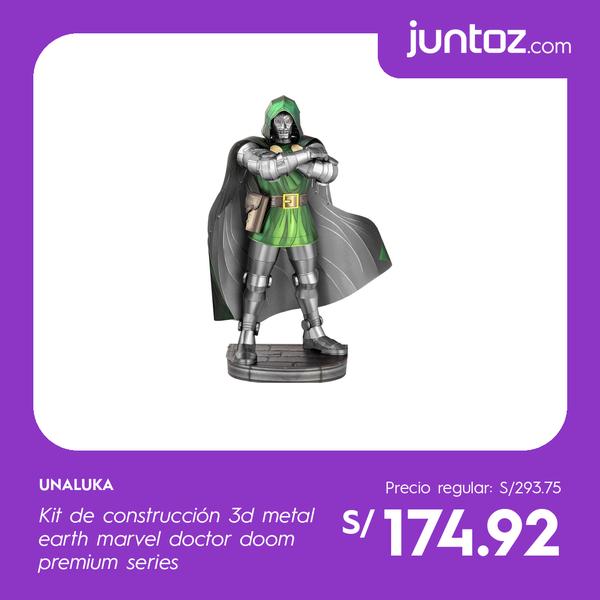 juntoz.com
UNALUKA
Kit de construcción 3d metal
earth marvel doctor doom
premium series
Precio regular: S/293.75
S/174.92